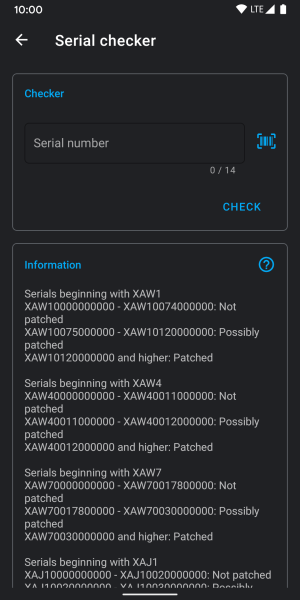 10:00
LTE
Serial checker
Checker
Serial number
0 / 14
CHECK
Information
Serials beginning with XAW1
XAW10000000000 - XAW10074000000: Not
patched
XAW10075000000 - XAW10120000000: Possibly
patched
XAW10120000000 and higher: Patched
Serials beginning with XAW4
XAW40000000000 - XAW40011000000: Not
patched
XAW40011000000 - XAW40012000000: Possibly
patched
XAW40012000000 and higher: Patched
Serials beginning with XAW7
XAW70000000000 - XAW70017800000: Not
patched
XAW70017800000 - XAW70030000000: Possibly
patched
XAW70030000000 and higher: Patched
Serials beginning with XAJ1
XAJ10000000000 - XAJ10020000000: Not patched
XAJ10020000000 - XAJ10030000000: Possibly